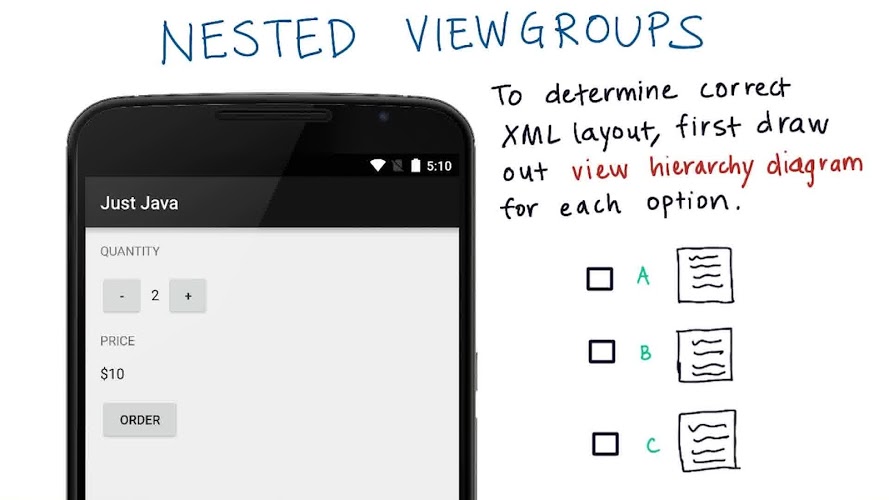 NESTED VIEWGROUPS
To determine correct
XML layout, first draw
out view hierarchy diagram
for each option.
5:10
Just Java
QUANTITY
- 2 +
PRICE
$10
ORDER
A
B
C